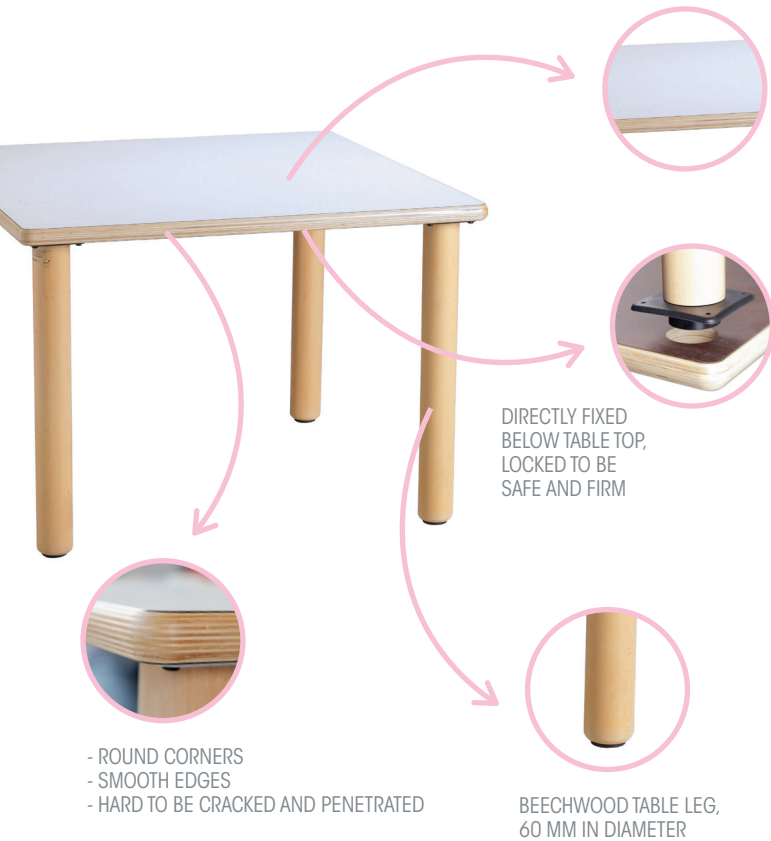 DIRECTLY FIXED
BELOW TABLE TOP,
LOCKED TO BE
SAFE AND FIRM
- ROUND CORNERS
- SMOOTH EDGES
- HARD TO BE CRACKED AND PENETRATED
BEECHWOOD TABLE LEG,
60 MM IN DIAMETER